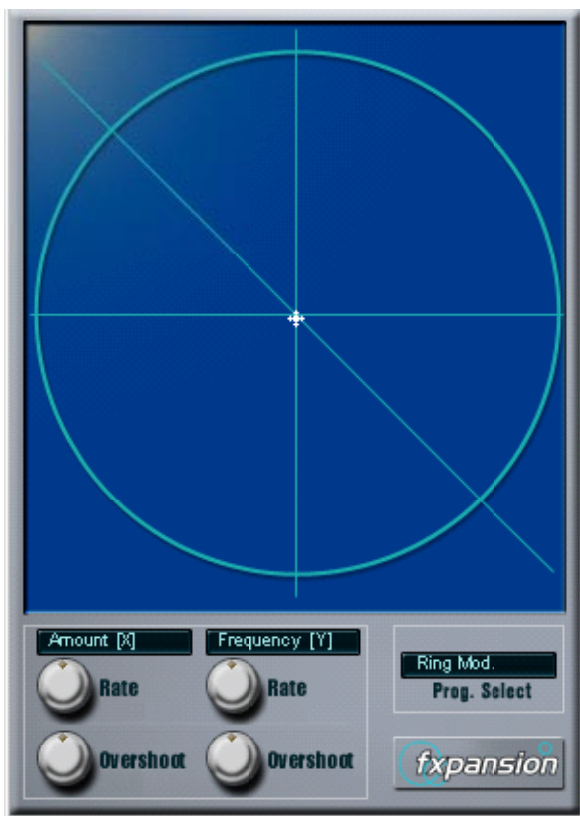 Amount [X]
Frequency [Y]
Rate
Rate
Overshoot
Overshoot
Ring Mod.
Prog. Select
fxpansion